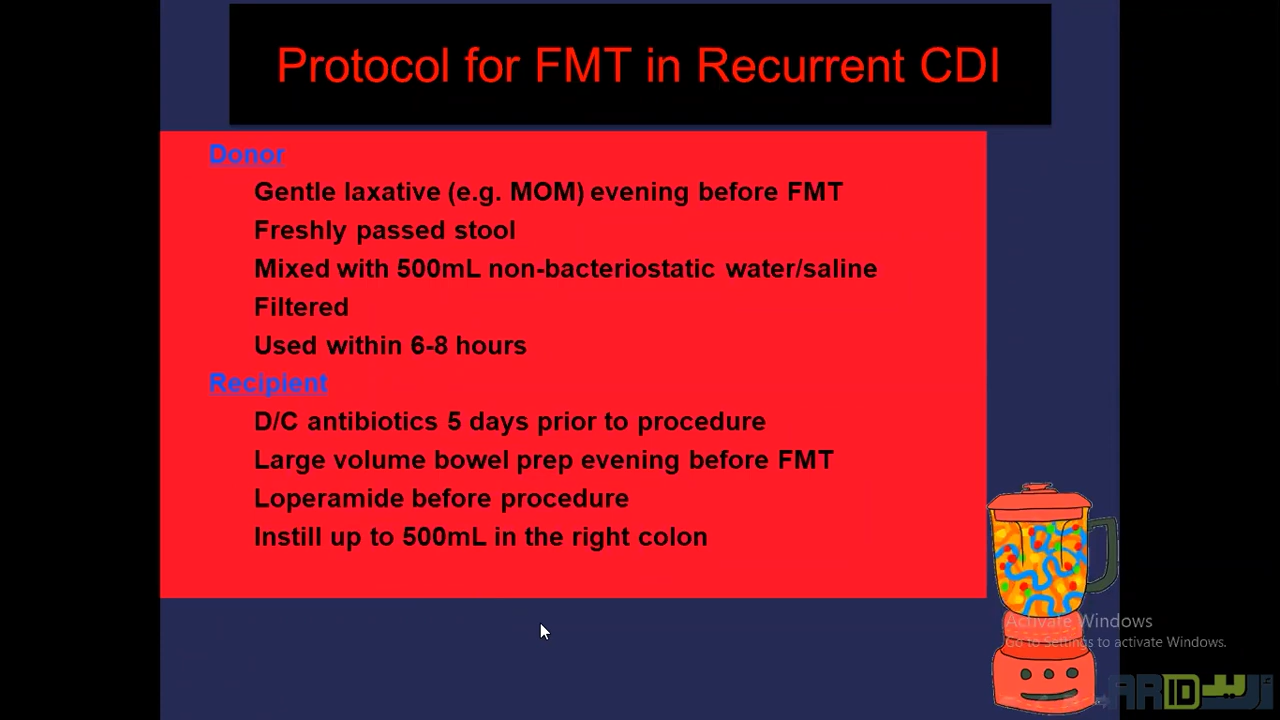 Protocol for FMT in Recurrent CDI
Donor
Gentle laxative (e.g. MOM) evening before FMT
Freshly passed stool
Mixed with 500mL non-bacteriostatic water/saline
Filtered
Used within 6-8 hours
Recipient
D/C antibiotics 5 days prior to procedure
Large volume bowel prep evening before FMT
Loperamide before procedure
Instill up to 500mL in the right colon
Activate Windows
Go to Settings to activate Windows.
ARID أريد